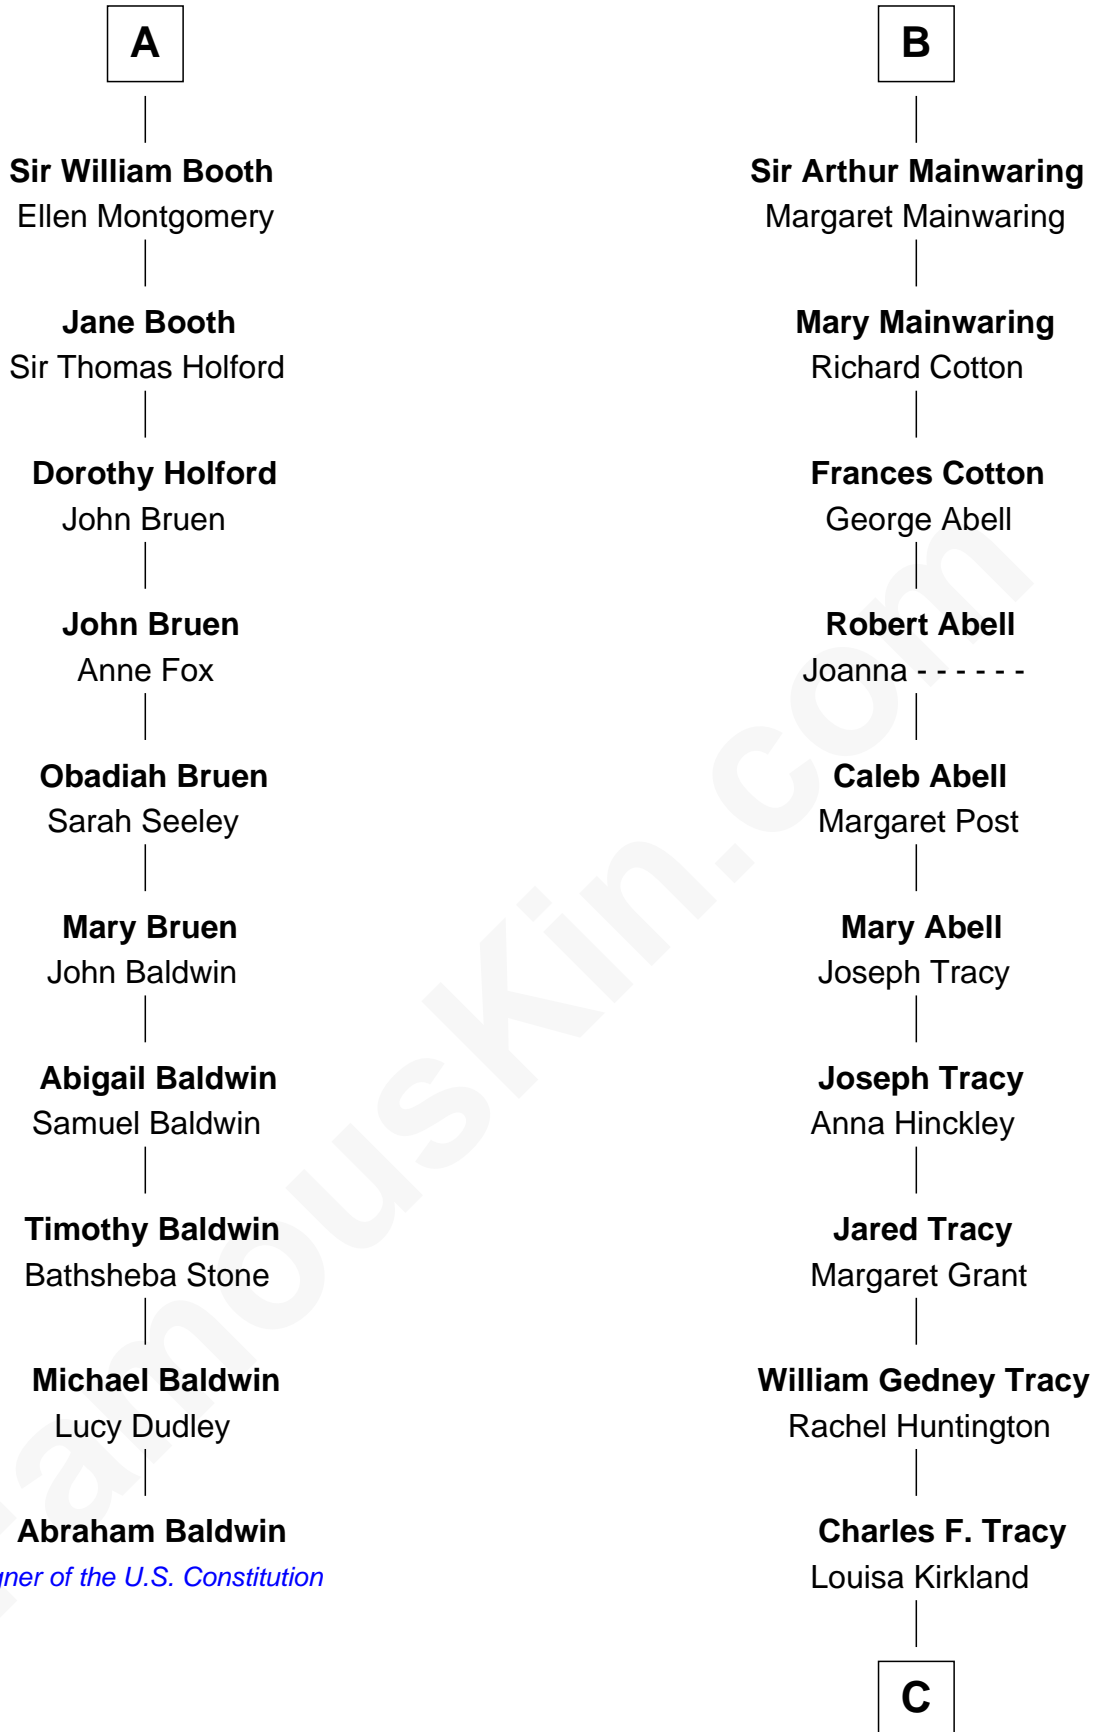 A
Sir William Booth
Ellen Montgomery
Jane Booth
Sir Thomas Holford
Dorothy Holford
John Bruen
John Bruen
Anne Fox
Obadiah Bruen
Sarah Seeley
Mary Bruen
John Baldwin
Abigail Baldwin
Samuel Baldwin
Timothy Baldwin
Bathsheba Stone
Michael Baldwin
Lucy Dudley
Abraham Baldwin
gner of the U.S. Constitution
B
Sir Arthur Mainwaring
Margaret Mainwaring
Mary Mainwaring
Richard Cotton
Frances Cotton
George Abell
Robert Abell
Joanna - - - - - -
Caleb Abell
Margaret Post
Mary Abell
Joseph Tracy
Joseph Tracy
Anna Hinckley
Jared Tracy
Margaret Grant
William Gedney Tracy
Rachel Huntington
Charles F. Tracy
Louisa Kirkland
C
FamousKin.com